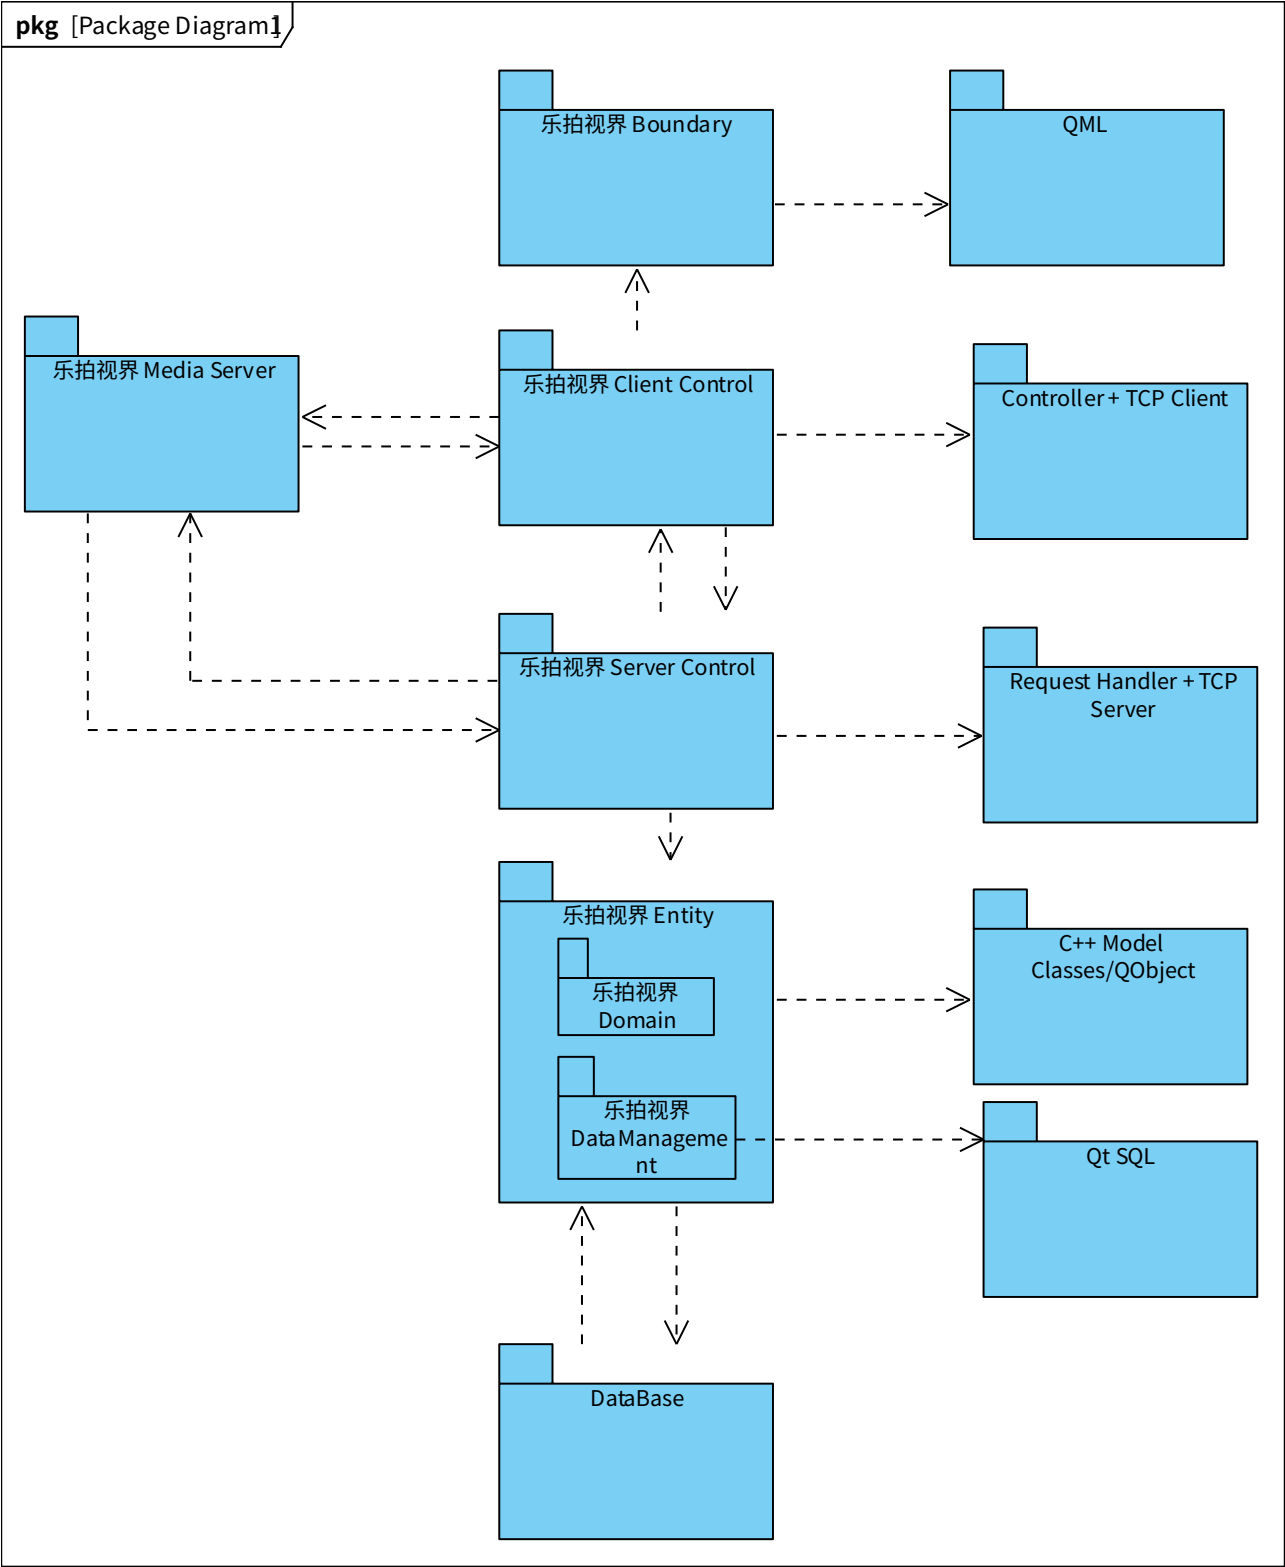 pkg [Package Diagram1]
乐拍视界 Boundary
QML
乐拍视界 Media Server
乐拍视界 Client Control
Controller + TCP Client
乐拍视界 Server Control
Request Handler + TCP
Server
乐拍视界 Entity
乐拍视界
Domain
乐拍视界
DataManageme
nt
C++ Model
Classes/QObject
Qt SQL
DataBase